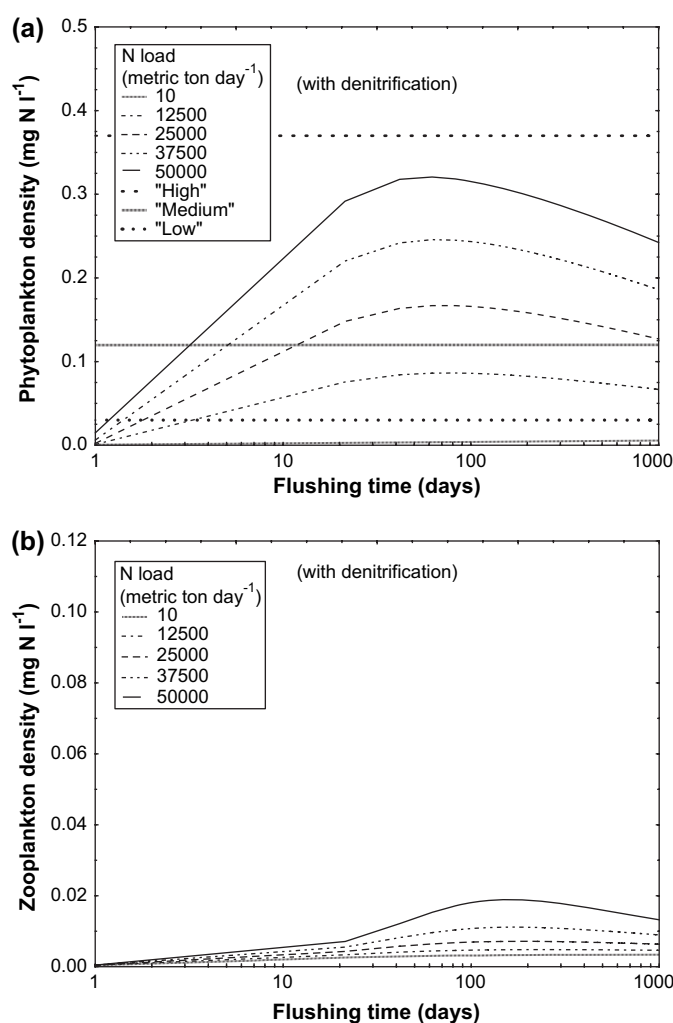 (a)
0.5
0.4
0.3
0.2
0.1
0.0
Phytoplankton density (mg N l-1)
N load
(metric ton day-1)
10
12500
25000
37500
50000
"High"
"Medium"
"Low"
(with denitrification)
1
10
100
1000
Flushing time (days)
(b)
0.12
0.10
0.08
0.06
0.04
0.02
0.00
Zooplankton density (mg N l-1)
N load
(metric ton day-1)
10
12500
25000
37500
50000
(with denitrification)
1
10
100
1000
Flushing time (days)